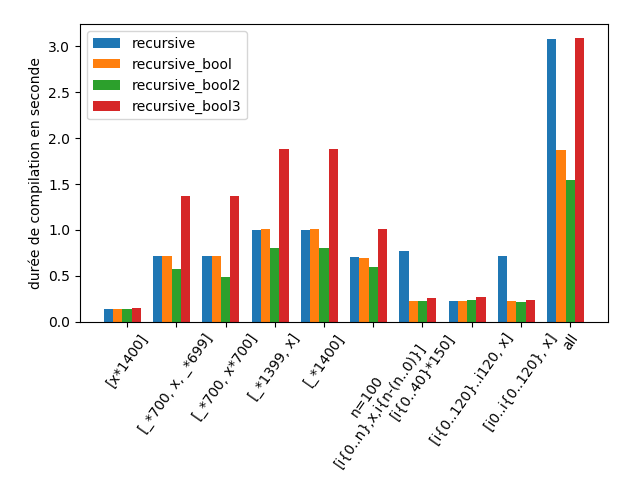 durée de compilation en seconde
3.0
2.5
2.0
1.5
1.0
0.5
0.0
recursive
recursive_bool
recursive_bool2
recursive_bool3
[x*1400]
[_*700, x, _*699]
[_*700, x*700]
[_*1399, x]
[_*1400]
n=100
[i{0..n},x,i{n-(n..0)}]
[i{0..40}*150]
[i{0..120}..i120, x]
[i0..i{0..120}, x]
all